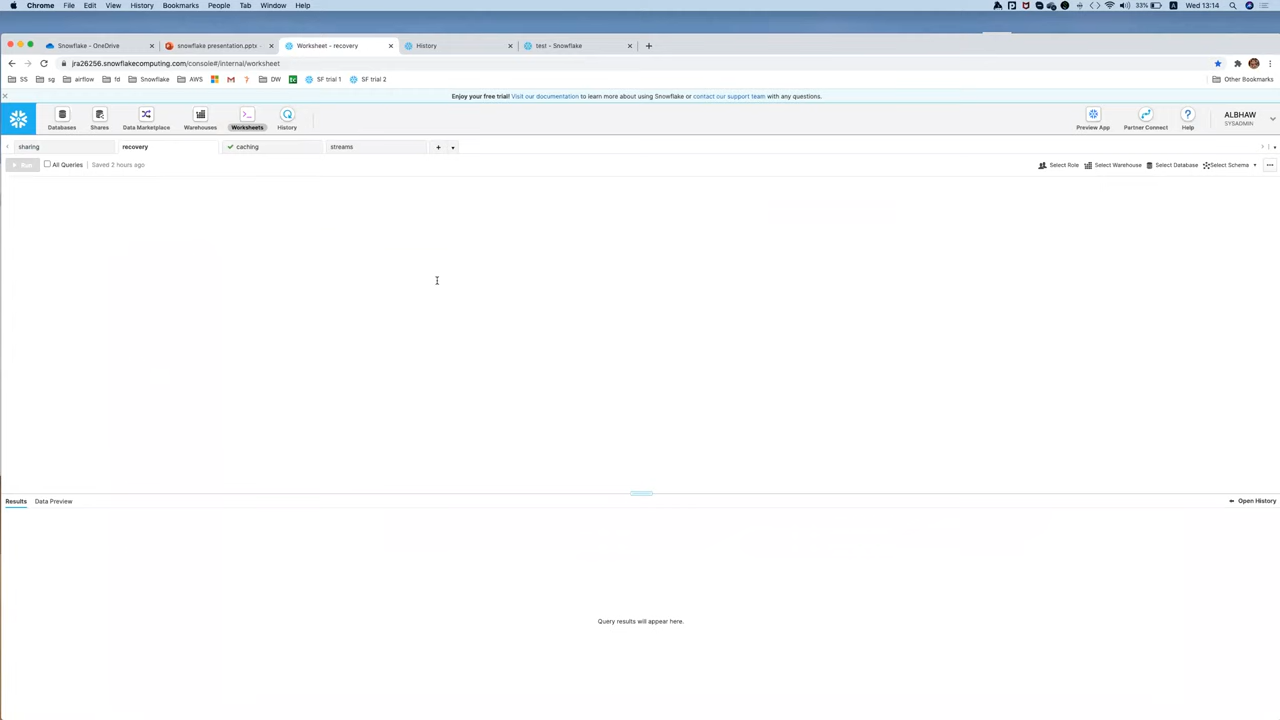 Chrome File Edit View History Bookmarks People Tab Window Help 33% A Wed 13:14
Snowflake - OneDrive snowflake presentation.pptx Worksheet - recovery History test - Snowflake
jra26256.snowflakecomputing.com/console#/internal/worksheet
SS sg airflow fd Snowflake AWS DW SF trial 1 SF trial 2 Other Bookmarks
Enjoy your free trial! Visit our documentation to learn more about using Snowflake or contact our support team with any questions.
Databases Shares Data Marketplace Warehouses Worksheets History Preview App Partner Connect Help ALBHAW
SYSADMIN
sharing recovery caching streams
Run All Queries Saved 2 hours ago Select Role Select Warehouse Select Database Select Schema
Results Data Preview Open History
Query results will appear here.